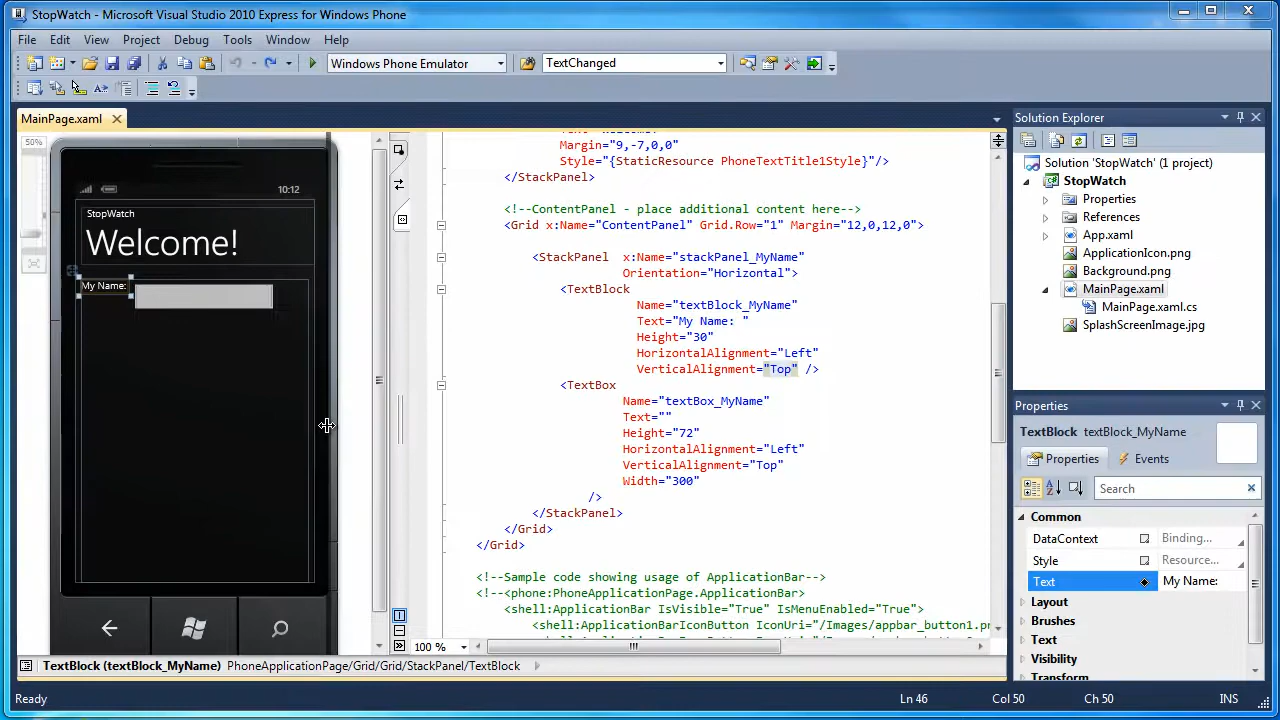 StopWatch - Microsoft Visual Studio 2010 Express for Windows Phone
File Edit View Project Debug Tools Window Help
Windows Phone Emulator TextChanged
MainPage.xaml
50%
10:12
StopWatch
Welcome!
My Name:
Margin="9,-7,0,0"
Style="{StaticResource PhoneTextTitle1Style}"/>
</StackPanel>
<!--ContentPanel - place additional content here-->
<Grid x:Name="ContentPanel" Grid.Row="1" Margin="12,0,12,0">
<StackPanel x:Name="stackPanel_MyName"
Orientation="Horizontal">
<TextBlock
Name="textBlock_MyName"
Text="My Name: "
Height="30"
HorizontalAlignment="Left"
VerticalAlignment="Top" />
<TextBox
Name="textBox_MyName"
Text=""
Height="72"
HorizontalAlignment="Left"
VerticalAlignment="Top"
Width="300"
/>
</StackPanel>
</Grid>
</Grid>
<!--Sample code showing usage of ApplicationBar-->
<!--<phone:PhoneApplicationPage.ApplicationBar>
<shell:ApplicationBar IsVisible="True" IsMenuEnabled="True">
<shell:ApplicationBarIconButton IconUri="/Images/appbar_button1.pn
100 %
TextBlock (textBlock_MyName) PhoneApplicationPage/Grid/Grid/StackPanel/TextBlock
Solution Explorer
Solution 'StopWatch' (1 project)
StopWatch
Properties
References
App.xaml
ApplicationIcon.png
Background.png
MainPage.xaml
MainPage.xaml.cs
SplashScreenImage.jpg
Properties
TextBlock textBlock_MyName
Properties Events
Search
Common
DataContext Binding...
Style Resource...
Text My Name:
Layout
Brushes
Text
Visibility
Transform
Ready Ln 46 Col 50 Ch 50 INS